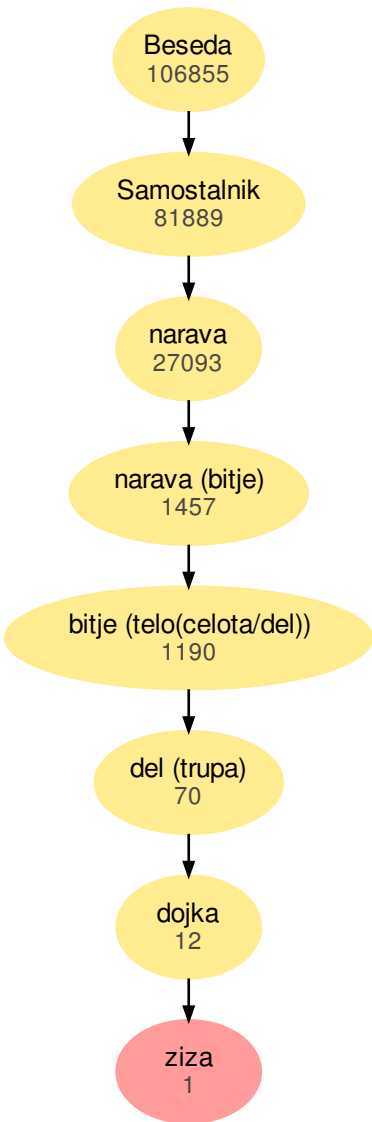 Beseda
106855
Samostalnik
81889
narava
27093
narava (bitje)
1457
bitje (telo(celota/del))
1190
del (trupa)
70
dojka
12
ziza
1